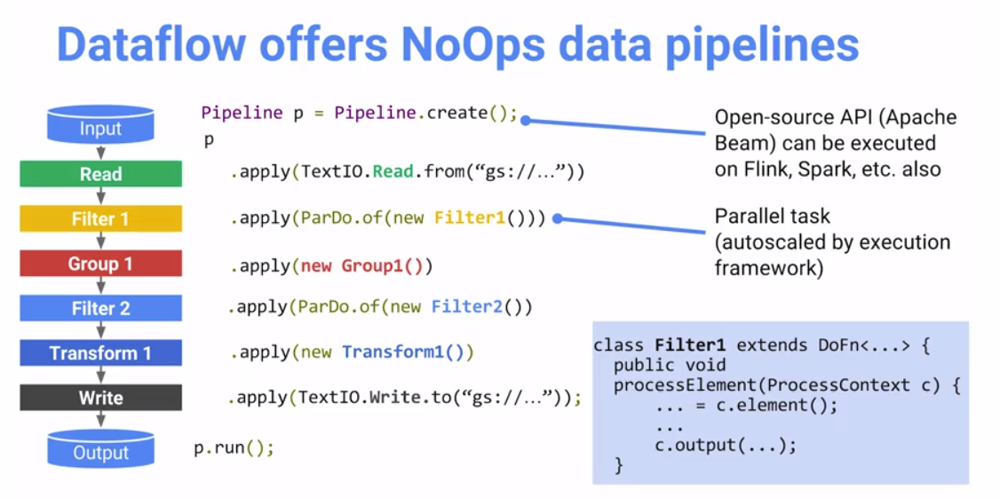 Dataflow offers NoOps data pipelines
Input
Read
Filter 1
Group 1
Filter 2
Transform 1
Write
Output
Pipeline p = Pipeline.create();
p
.apply(TextIO.Read.from(“gs://…”))
.apply(ParDo.of(new Filter1()))
.apply(new Group1())
.apply(ParDo.of(new Filter2())
.apply(new Transform1())
.apply(TextIO.Write.to(“gs://…”));
p.run();
Open-source API (Apache
Beam) can be executed
on Flink, Spark, etc. also
Parallel task
(autoscaled by execution
framework)
class Filter1 extends DoFn<...> {
public void
processElement(ProcessContext c) {
... = c.element();
...
c.output(...);
}